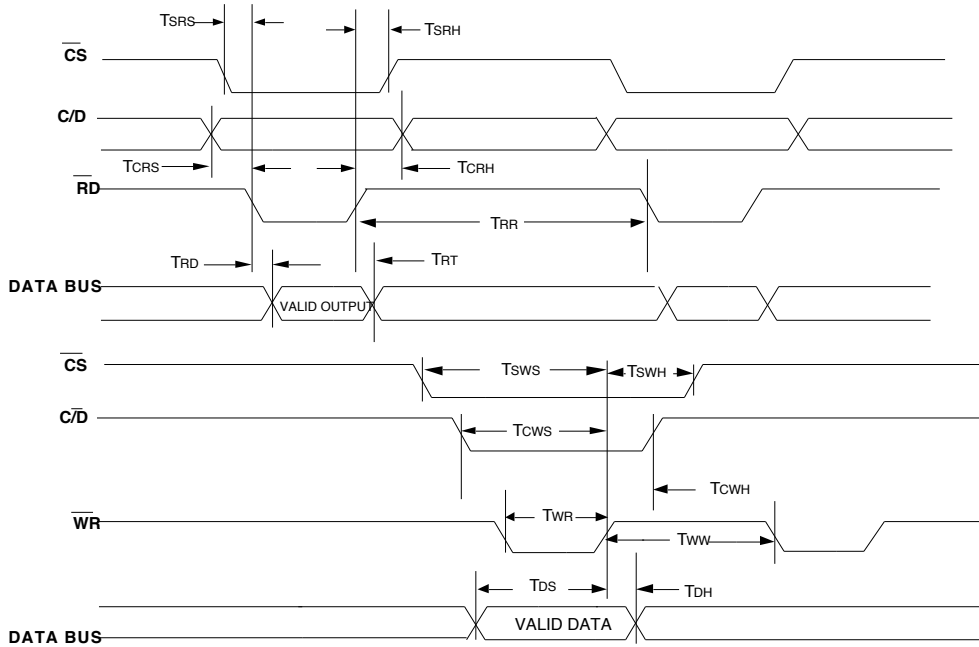 TSRS
TSRH
CS
C/D
TCRS
TCRH
RD
TRR
TRD
TRT
DATA BUS
VALID OUTPUT
CS
TSWS
TSWH
C/D
TCWS
TCWH
WR
TWR
TWW
TDS
TDH
VALID DATA
DATA BUS